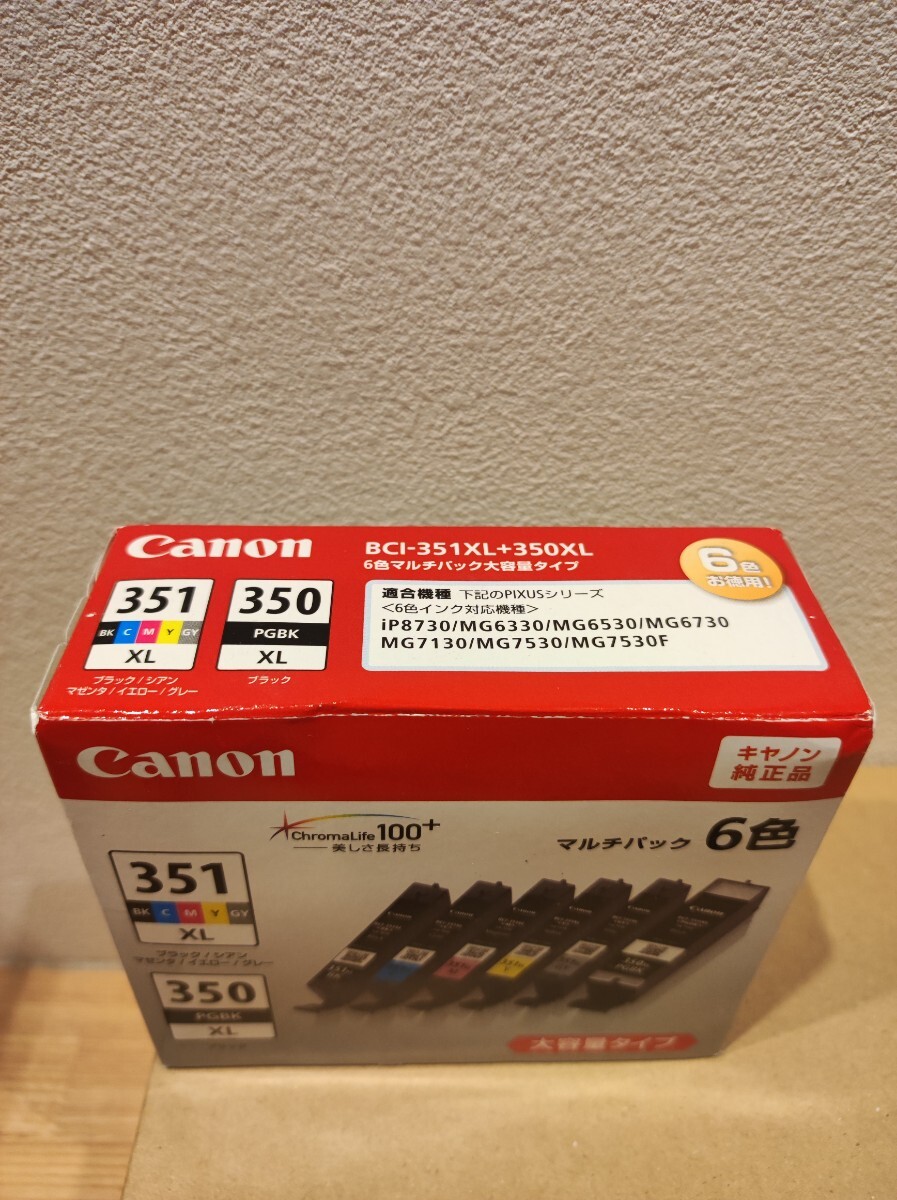 Canon
BCI-351XL+350XL
6色マルチパック大容量タイプ
6色
お徳用!
351
BK C M Y GY
XL
ブラック/シアン
マゼンタ/イエロー/グレー
350
PGBK
XL
ブラック
適合機種 下記のPIXUSシリーズ
<6色インク対応機種>
iP8730/MG6330/MG6530/MG6730
MG7130/MG7530/MG7530F
Canon
キヤノン
純正品
ChromaLife100+
美しさ長持ち
マルチパック 6色
351
BK C M Y GY
XL
ブラック/シアン
マゼンタ/イエロー/グレー
350
PGBK
XL
Canon
Canon
Canon
Canon
Canon
Canon
大容量タイプ